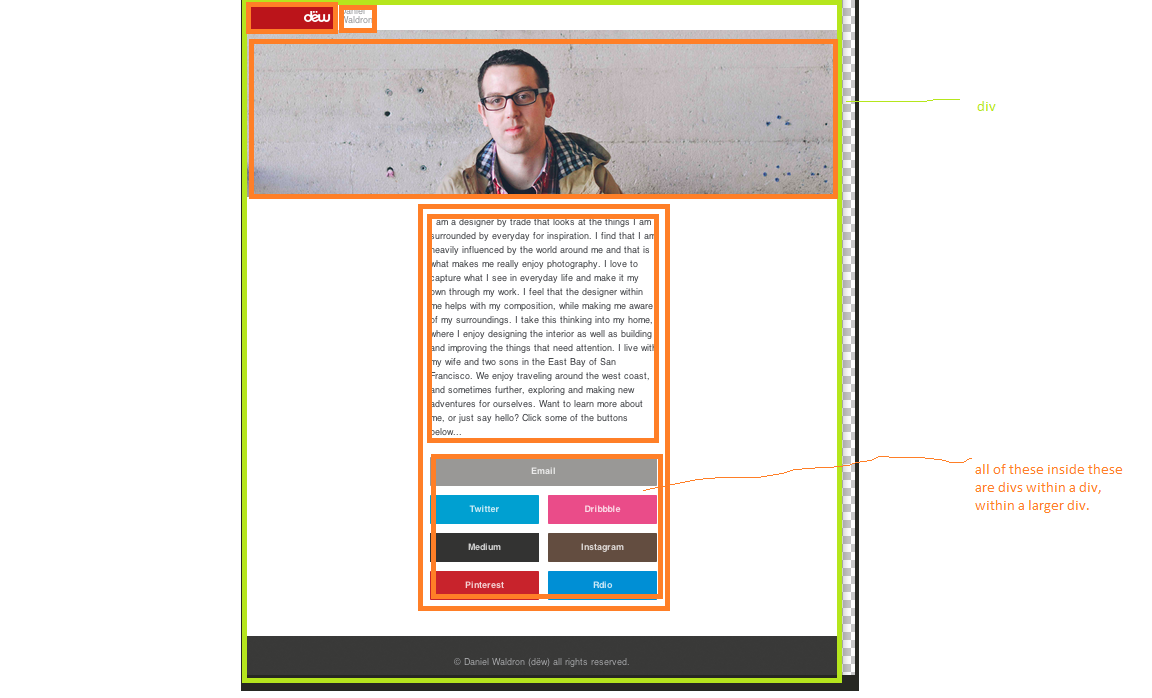 dëw
Daniel
Waldron
div
I am a designer by trade that looks at the things I am
surrounded by everyday for inspiration. I find that I am
heavily influenced by the world around me and that is
what makes me really enjoy photography. I love to
capture what I see in everyday life and make it my
own through my work. I feel that the designer within
me helps with my composition, while making me aware
of my surroundings. I take this thinking into my home,
where I enjoy designing the interior as well as building
and improving the things that need attention. I live with
my wife and two sons in the East Bay of San
Francisco. We enjoy traveling around the west coast,
and sometimes further, exploring and making new
adventures for ourselves. Want to learn more about
me, or just say hello? Click some of the buttons
below...
Email
all of these inside these
are divs within a div,
within a larger div.
Twitter
Dribbble
Medium
Instagram
Pinterest
Rdio
© Daniel Waldron (dëw) all rights reserved.